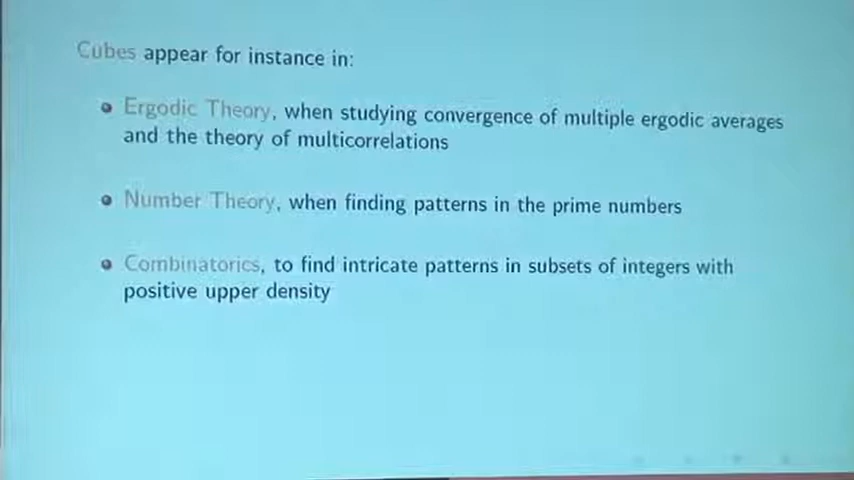 Cubes appear for instance in:
Ergodic Theory, when studying convergence of multiple ergodic averages
and the theory of multicorrelations
Number Theory, when finding patterns in the prime numbers
Combinatorics, to find intricate patterns in subsets of integers with
positive upper density